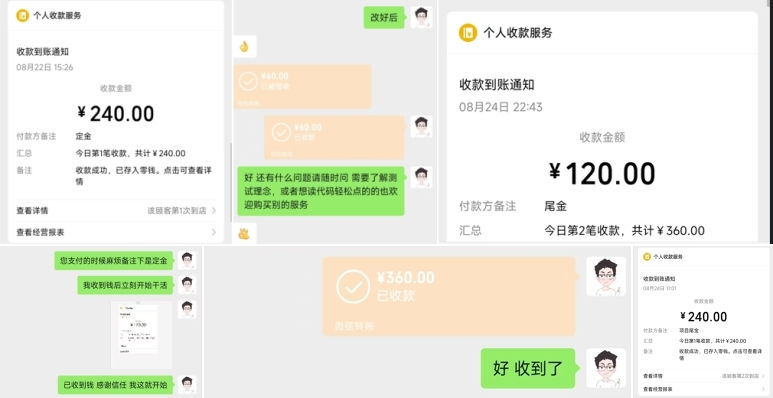 个人收款服务
收款到账通知
08月22日 15:26
收款金额
¥240.00
付款方备注 定金
汇总 今日第1笔收款，共计￥240.00
备注 收款成功，已存入零钱。点击可查看详
情
查看详情 该顾客第1次到店
查看经营报表
改好后
¥60.00
¥60.00
已收款
好 还有什么问题请随时问 需要了解测
试理念，或者想读代码轻松点的的也欢
迎购买别的服务
个人收款服务
收款到账通知
08月24日 22:43
收款金额
¥120.00
付款方备注 尾金
汇总 今日第2笔收款，共计￥360.00
您支付的时候麻烦备注下是定金
我收到钱后立刻开始干活
已收到钱 感谢信任 我这就开始
¥360.00
已收款
微信转账
好 收到了
个人收款服务
收款到账通知
08月24日 11:01
收款金额
¥240.00
付款方备注 项目尾金
汇总 今日第1笔收款，共计￥240.00
备注 收款成功，已存入零钱。点击可查看详
情
查看详情 该顾客第2次到店
查看经营报表